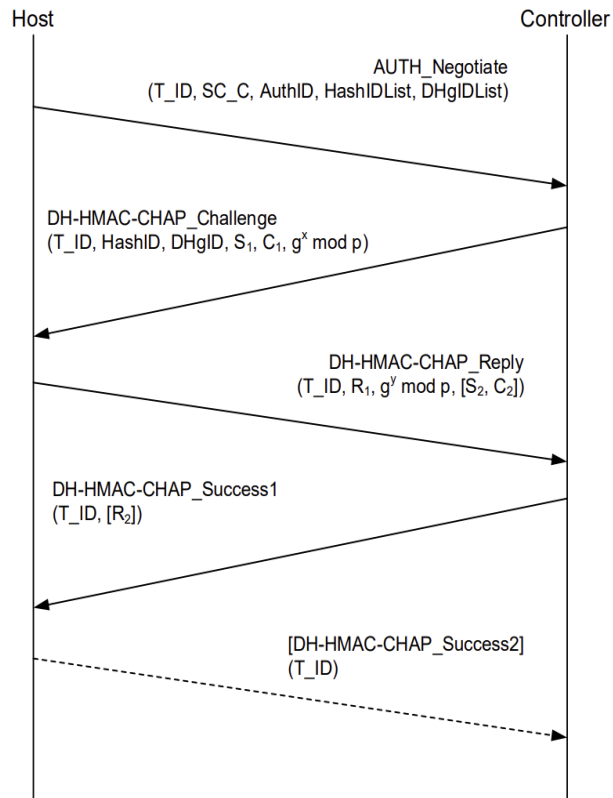 Host
Controller
AUTH_Negotiate
(T_ID, SC_C, AuthID, HashIDList, DHgIDList)
DH-HMAC-CHAP_Challenge
(T_ID, HashID, DHgID, S₁, C₁, gˣ mod p)
DH-HMAC-CHAP_Reply
(T_ID, R₁, gʸ mod p, [S₂, C₂])
DH-HMAC-CHAP_Success1
(T_ID, [R₂])
[DH-HMAC-CHAP_Success2]
(T_ID)